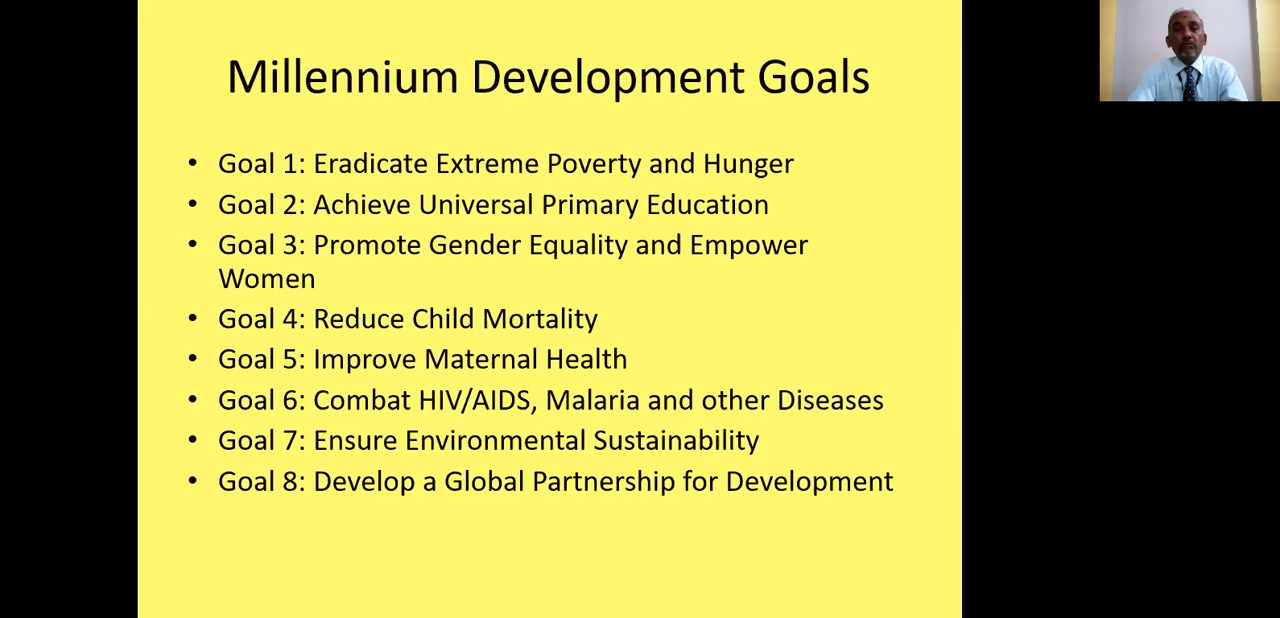 Millennium Development Goals
• Goal 1: Eradicate Extreme Poverty and Hunger
• Goal 2: Achieve Universal Primary Education
• Goal 3: Promote Gender Equality and Empower
Women
• Goal 4: Reduce Child Mortality
• Goal 5: Improve Maternal Health
• Goal 6: Combat HIV/AIDS, Malaria and other Diseases
• Goal 7: Ensure Environmental Sustainability
• Goal 8: Develop a Global Partnership for Development